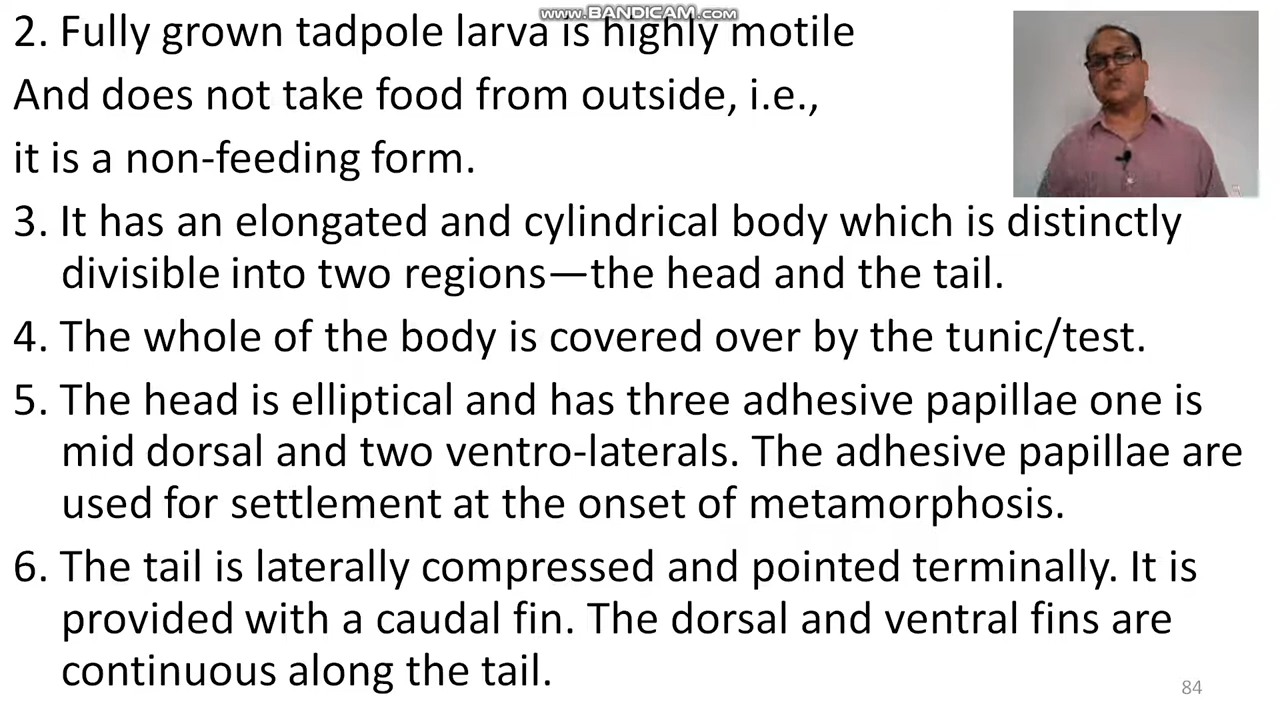 www.BANDICAM.com
2. Fully grown tadpole larva is highly motile
And does not take food from outside, i.e.,
it is a non-feeding form.
3. It has an elongated and cylindrical body which is distinctly
divisible into two regions—the head and the tail.
4. The whole of the body is covered over by the tunic/test.
5. The head is elliptical and has three adhesive papillae one is
mid dorsal and two ventro-laterals. The adhesive papillae are
used for settlement at the onset of metamorphosis.
6. The tail is laterally compressed and pointed terminally. It is
provided with a caudal fin. The dorsal and ventral fins are
continuous along the tail.
84